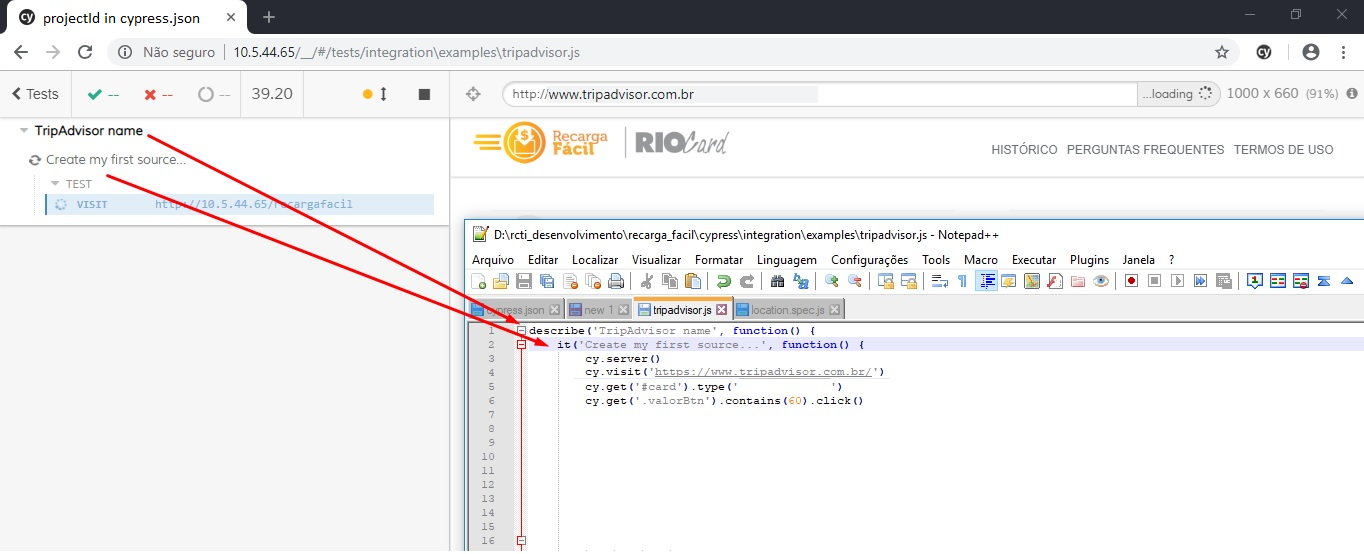 projectId in cypress.json
Não seguro 10.5.44.65/__/#/tests/integration\examples\tripadvisor.js
Tests -- -- -- 39.20
http://www.tripadvisor.com.br ...loading 1000 x 660 (91%)
TripAdvisor name
Create my first source...
TEST
VISIT http://10.5.44.65/recargafacil
Recarga
Fácil
RIOCard
HISTÓRICO PERGUNTAS FREQUENTES TERMOS DE USO
D:\rcti_desenvolvimento\recarga_facil\cypress\integration\examples\tripadvisor.js - Notepad++
Arquivo Editar Localizar Visualizar Formatar Linguagem Configurações Tools Macro Executar Plugins Janela ?
cypress.json new 1 tripadvisor.js location.spec.js
1 describe('TripAdvisor name', function() {
2 it('Create my first source...', function() {
3 cy.server()
4 cy.visit('https://www.tripadvisor.com.br/')
5 cy.get('#card').type(' ')
6 cy.get('.valorBtn').contains(60).click()
7
8
9
10
11
12
13
14
15
16